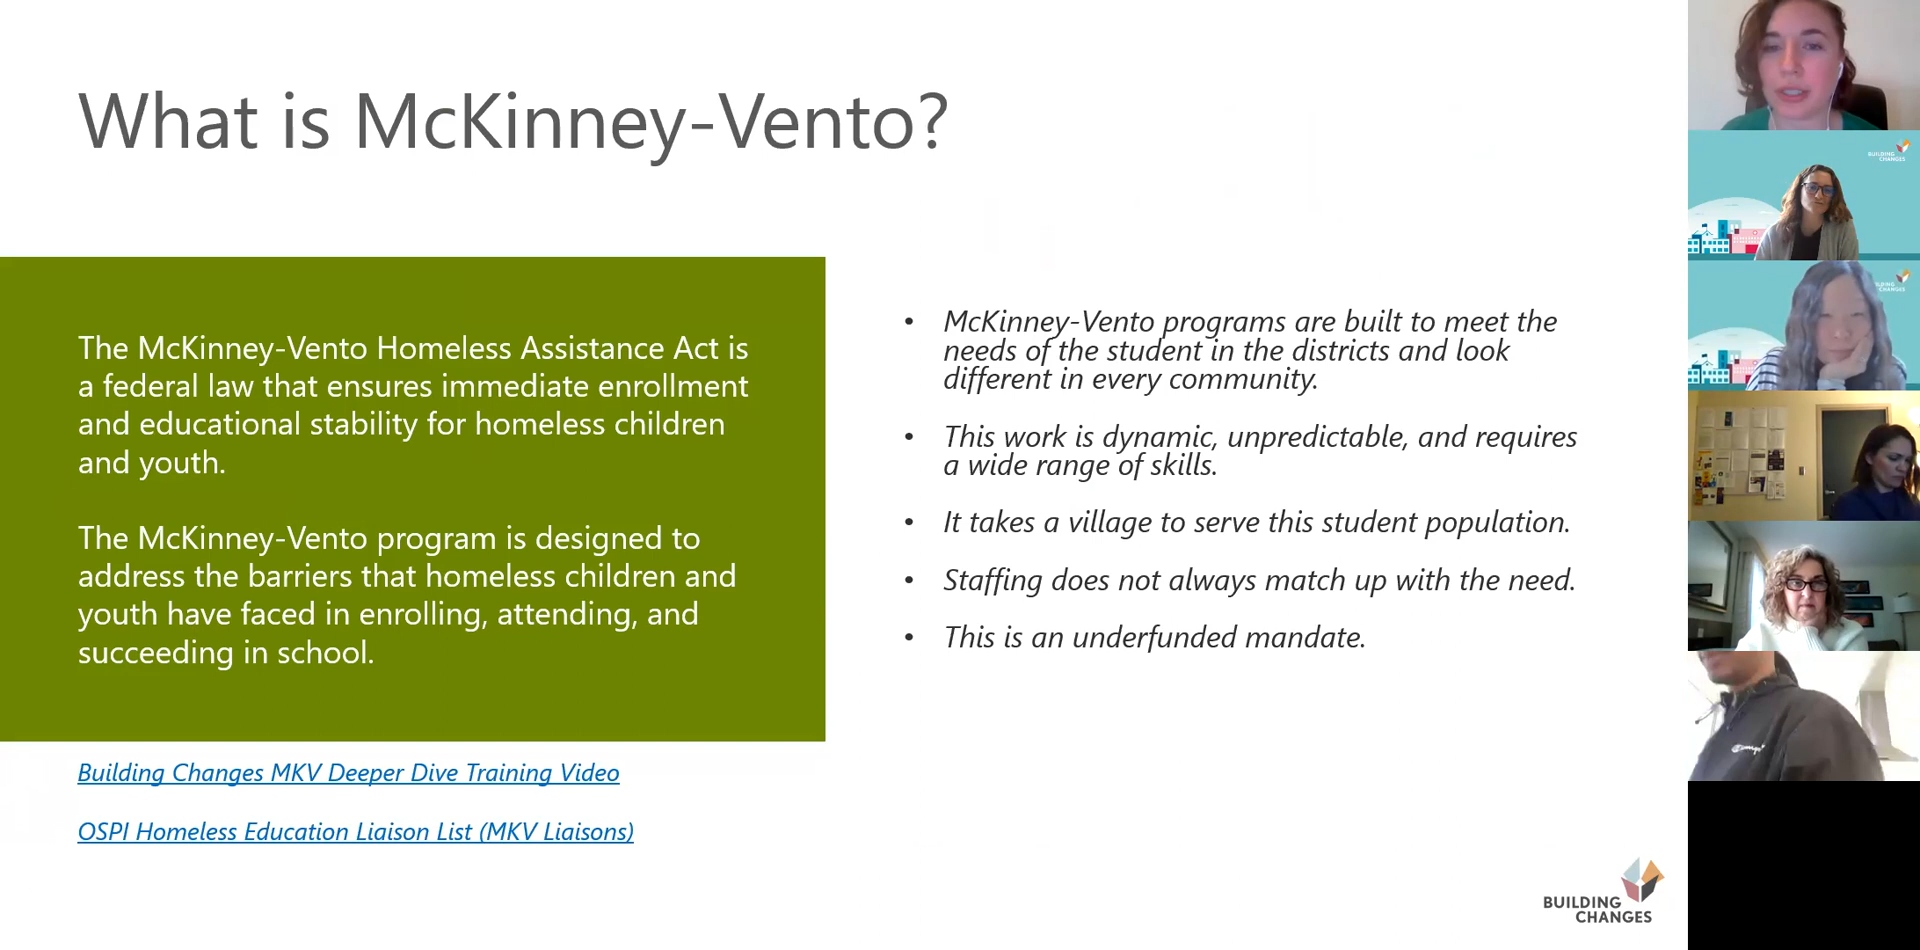 What is McKinney-Vento?
The McKinney-Vento Homeless Assistance Act is
a federal law that ensures immediate enrollment
and educational stability for homeless children
and youth.
The McKinney-Vento program is designed to
address the barriers that homeless children and
youth have faced in enrolling, attending, and
succeeding in school.
Building Changes MKV Deeper Dive Training Video
OSPI Homeless Education Liaison List (MKV Liaisons)
• McKinney-Vento programs are built to meet the
needs of the student in the districts and look
different in every community.
• This work is dynamic, unpredictable, and requires
a wide range of skills.
• It takes a village to serve this student population.
• Staffing does not always match up with the need.
• This is an underfunded mandate.
BUILDING
CHANGES
BUILDING
CHANGES
BUILDING
CHANGES
Champion